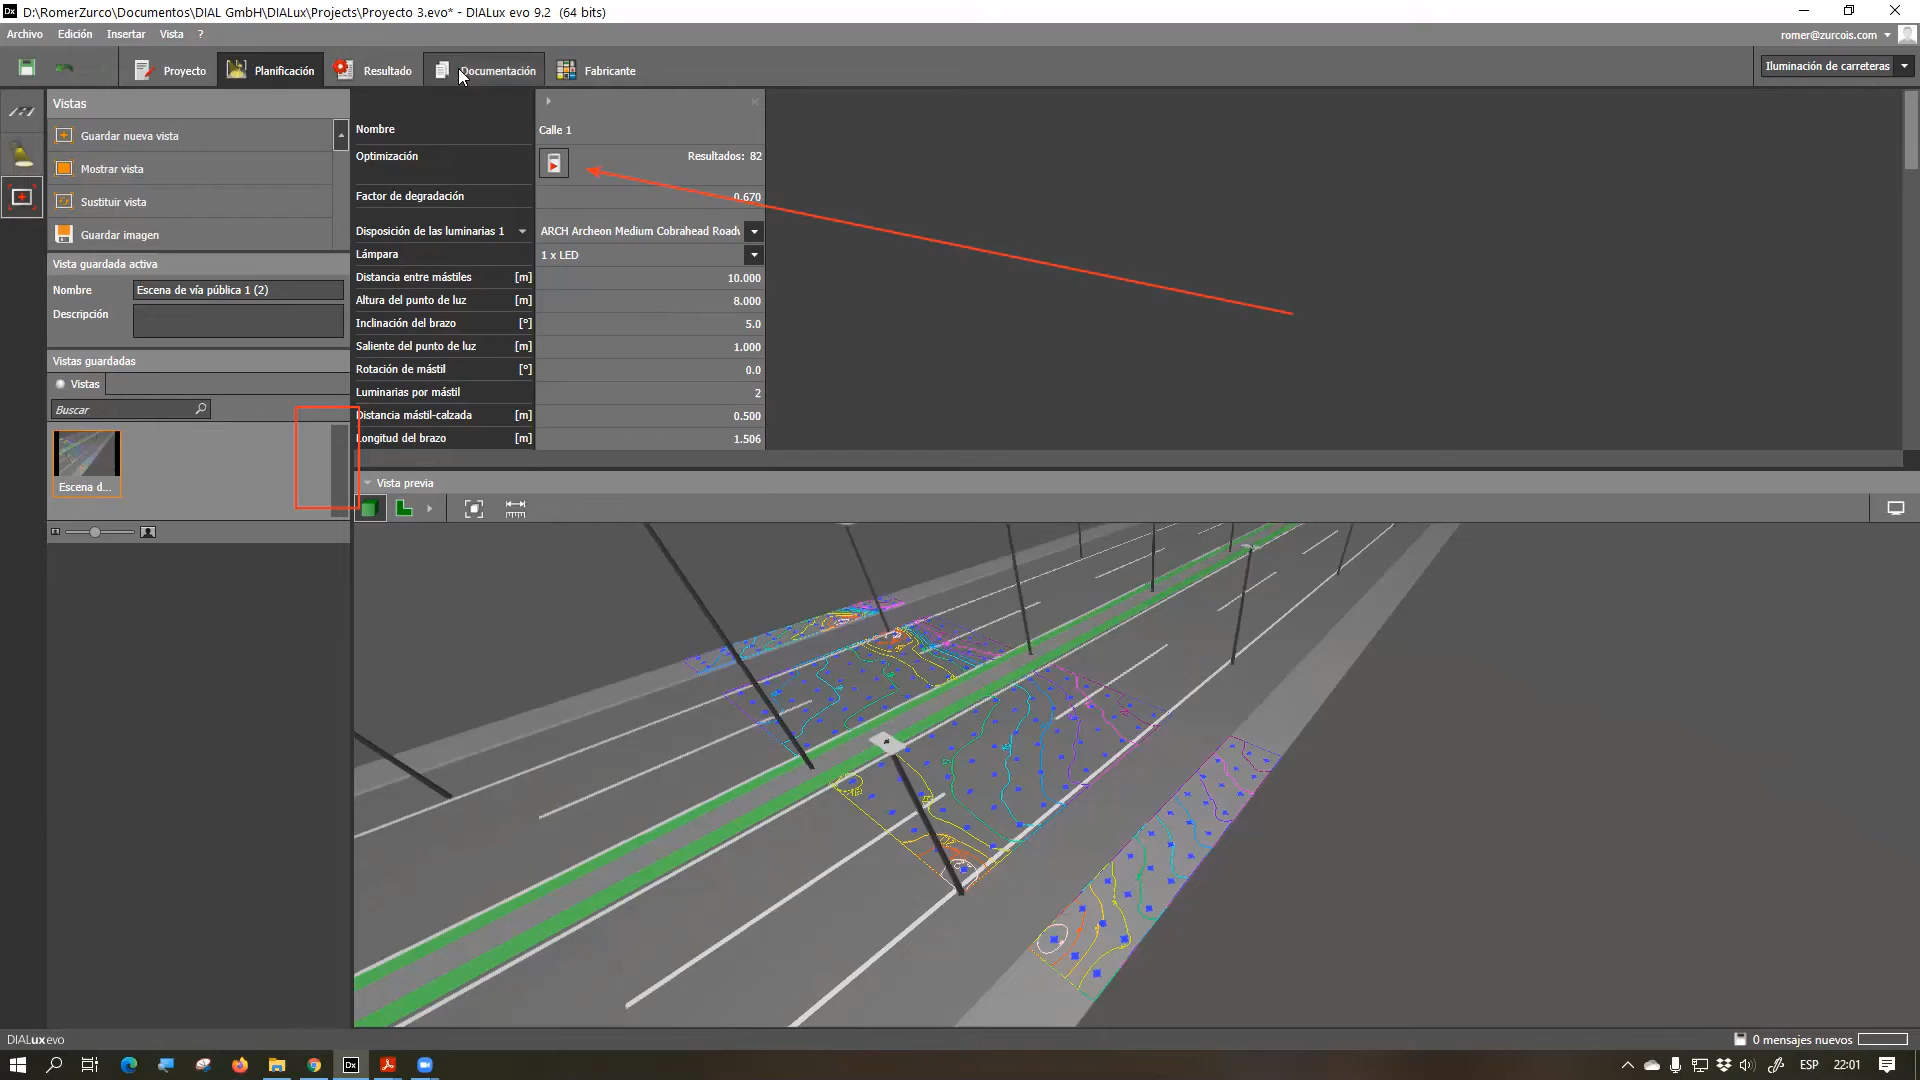 D:\RomerZurco\Documentos\DIAL GmbH\DIALux\Projects\Proyecto 3.evo* - DIALux evo 9.2 (64 bits)
Archivo Edición Insertar Vista ?
romer@zurcois.com
Proyecto Planificación Resultado Documentación Fabricante
Iluminación de carreteras
Vistas
Guardar nueva vista
Mostrar vista
Sustituir vista
Guardar imagen
Vista guardada activa
Nombre Escena de vía pública 1 (2)
Descripción
Vistas guardadas
Vistas
Buscar
Escena d...
Nombre Calle 1
Optimización Resultados: 82
Factor de degradación 0.670
Disposición de las luminarias 1 ARCH Archeon Medium Cobrahead Roadw
Lámpara 1 x LED
Distancia entre mástiles [m] 10.000
Altura del punto de luz [m] 8.000
Inclinación del brazo [°] 5.0
Saliente del punto de luz [m] 1.000
Rotación de mástil [°] 0.0
Luminarias por mástil 2
Distancia mástil-calzada [m] 0.500
Longitud del brazo [m] 1.506
Vista previa
DIALux evo
0 mensajes nuevos
ESP 22:01